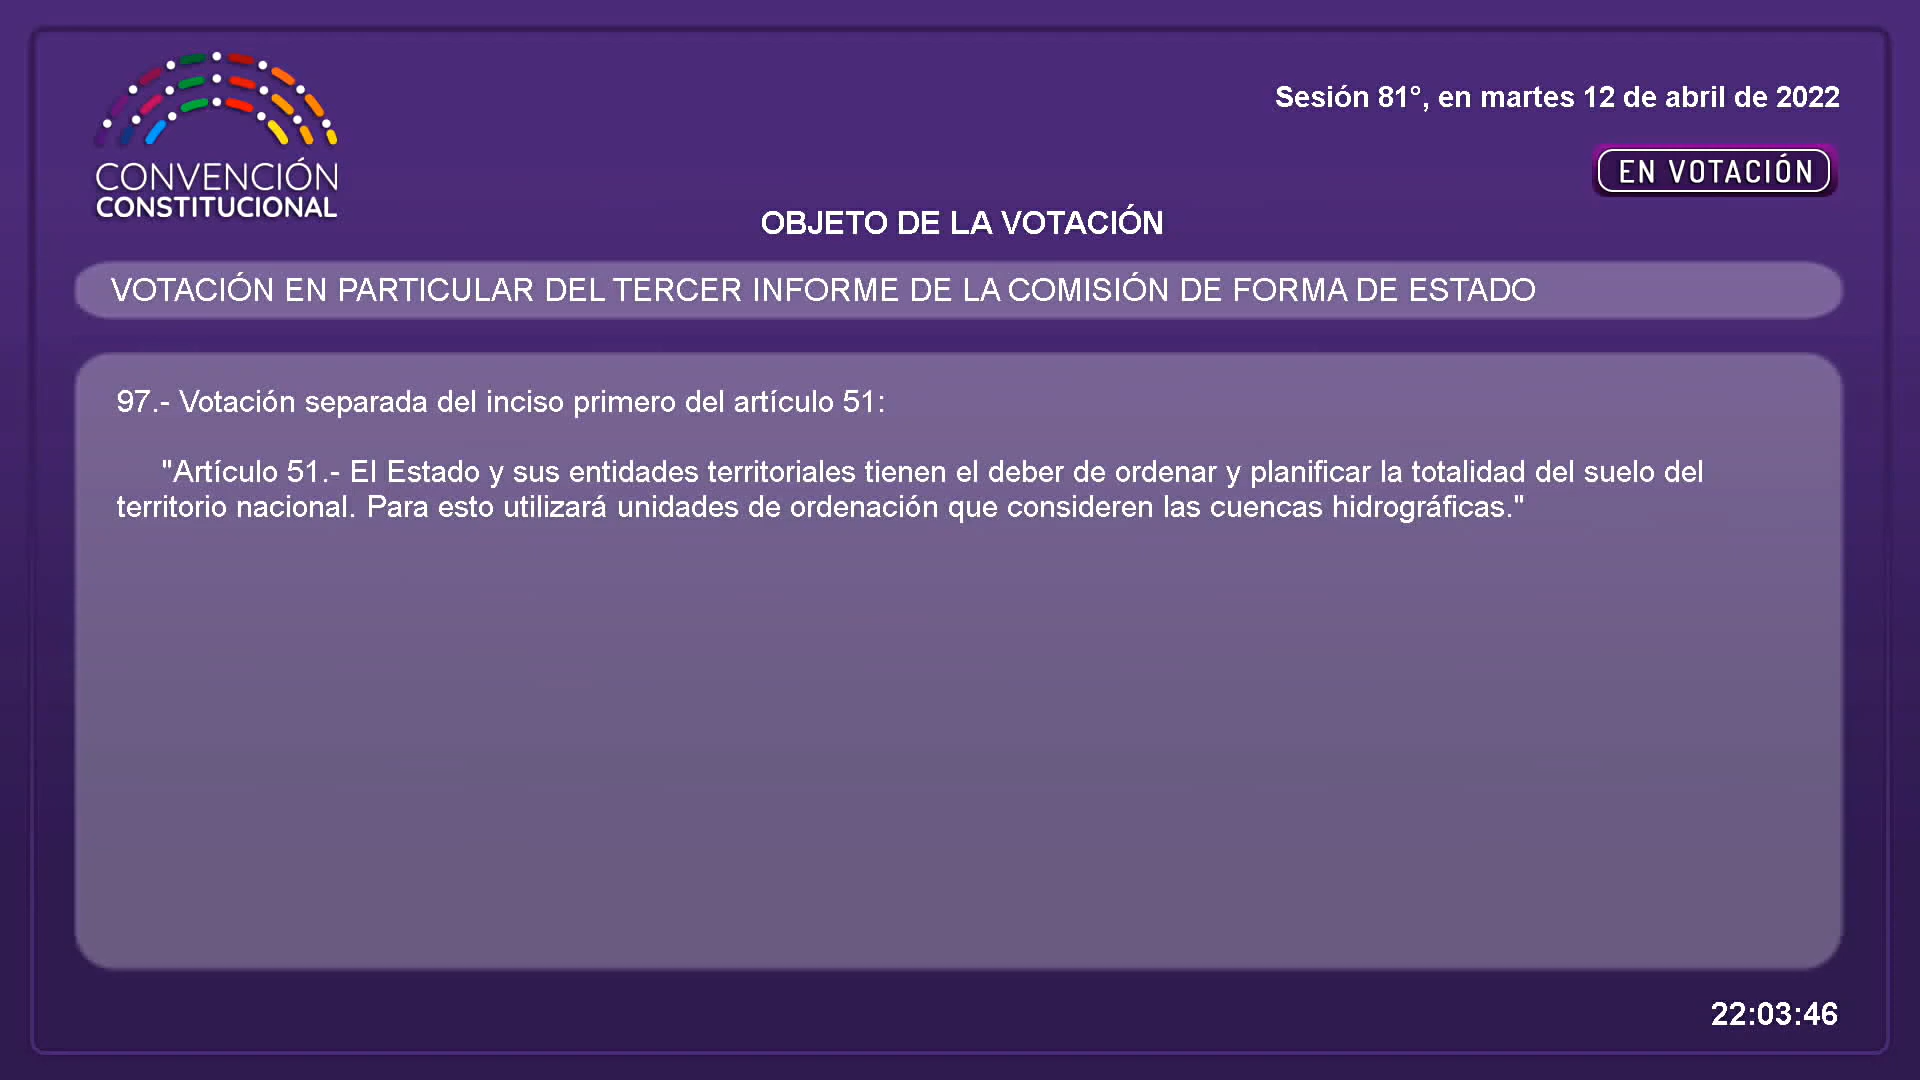 CONVENCIÓN
CONSTITUCIONAL
Sesión 81°, en martes 12 de abril de 2022
EN VOTACIÓN
OBJETO DE LA VOTACIÓN
VOTACIÓN EN PARTICULAR DEL TERCER INFORME DE LA COMISIÓN DE FORMA DE ESTADO
97.- Votación separada del inciso primero del artículo 51:
"Artículo 51.- El Estado y sus entidades territoriales tienen el deber de ordenar y planificar la totalidad del suelo del
territorio nacional. Para esto utilizará unidades de ordenación que consideren las cuencas hidrográficas."
22:03:46